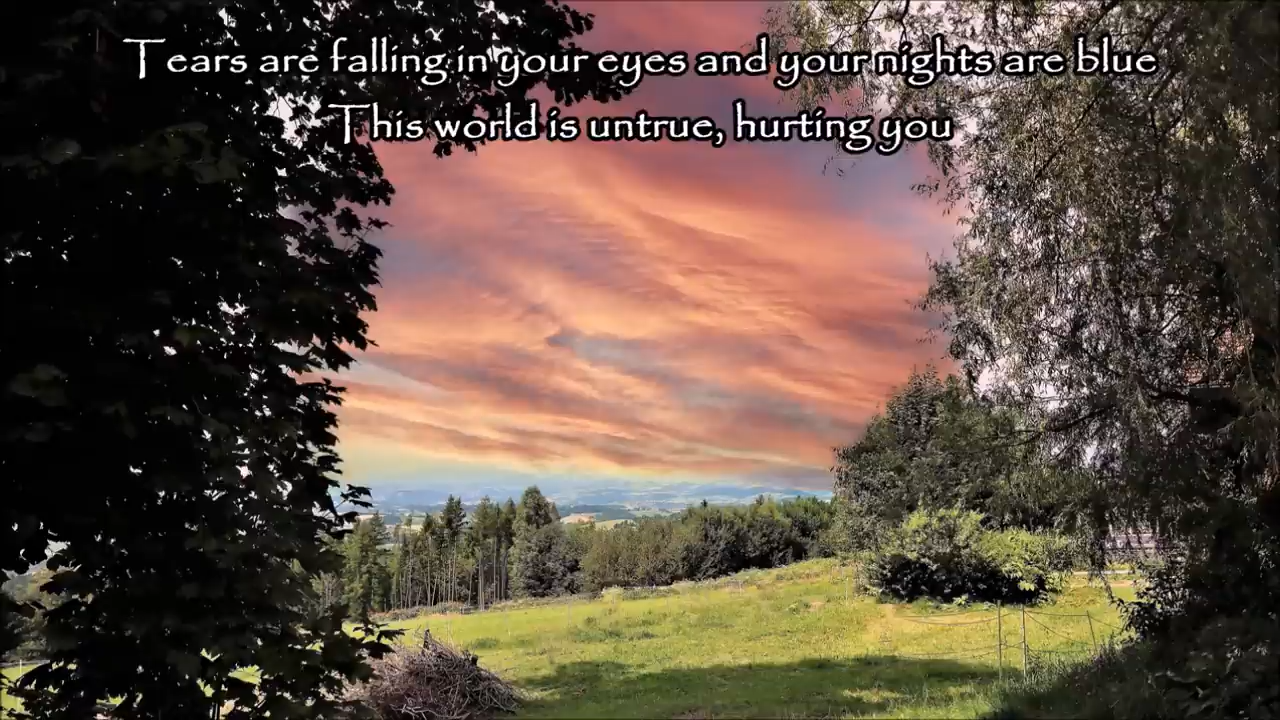 Tears are falling in your eyes and your nights are blue
This world is untrue, hurting you